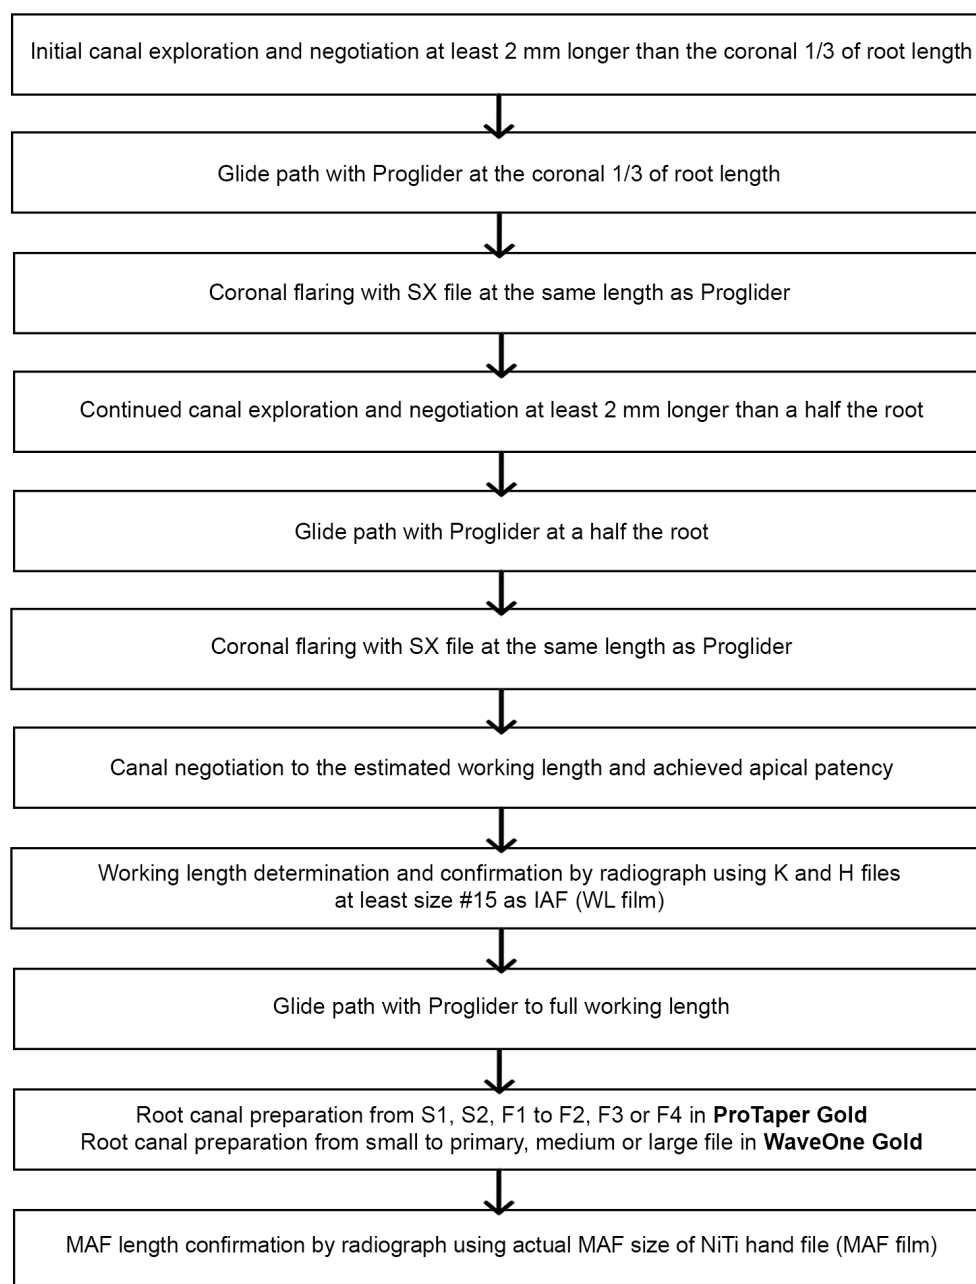 Initial canal exploration and negotiation at least 2 mm longer than the coronal 1/3 of root length
Glide path with Proglider at the coronal 1/3 of root length
Coronal flaring with SX file at the same length as Proglider
Continued canal exploration and negotiation at least 2 mm longer than a half the root
Glide path with Proglider at a half the root
Coronal flaring with SX file at the same length as Proglider
Canal negotiation to the estimated working length and achieved apical patency
Working length determination and confirmation by radiograph using K and H files
at least size #15 as IAF (WL film)
Glide path with Proglider to full working length
Root canal preparation from S1, S2, F1 to F2, F3 or F4 in ProTaper Gold
Root canal preparation from small to primary, medium or large file in WaveOne Gold
MAF length confirmation by radiograph using actual MAF size of NiTi hand file (MAF film)